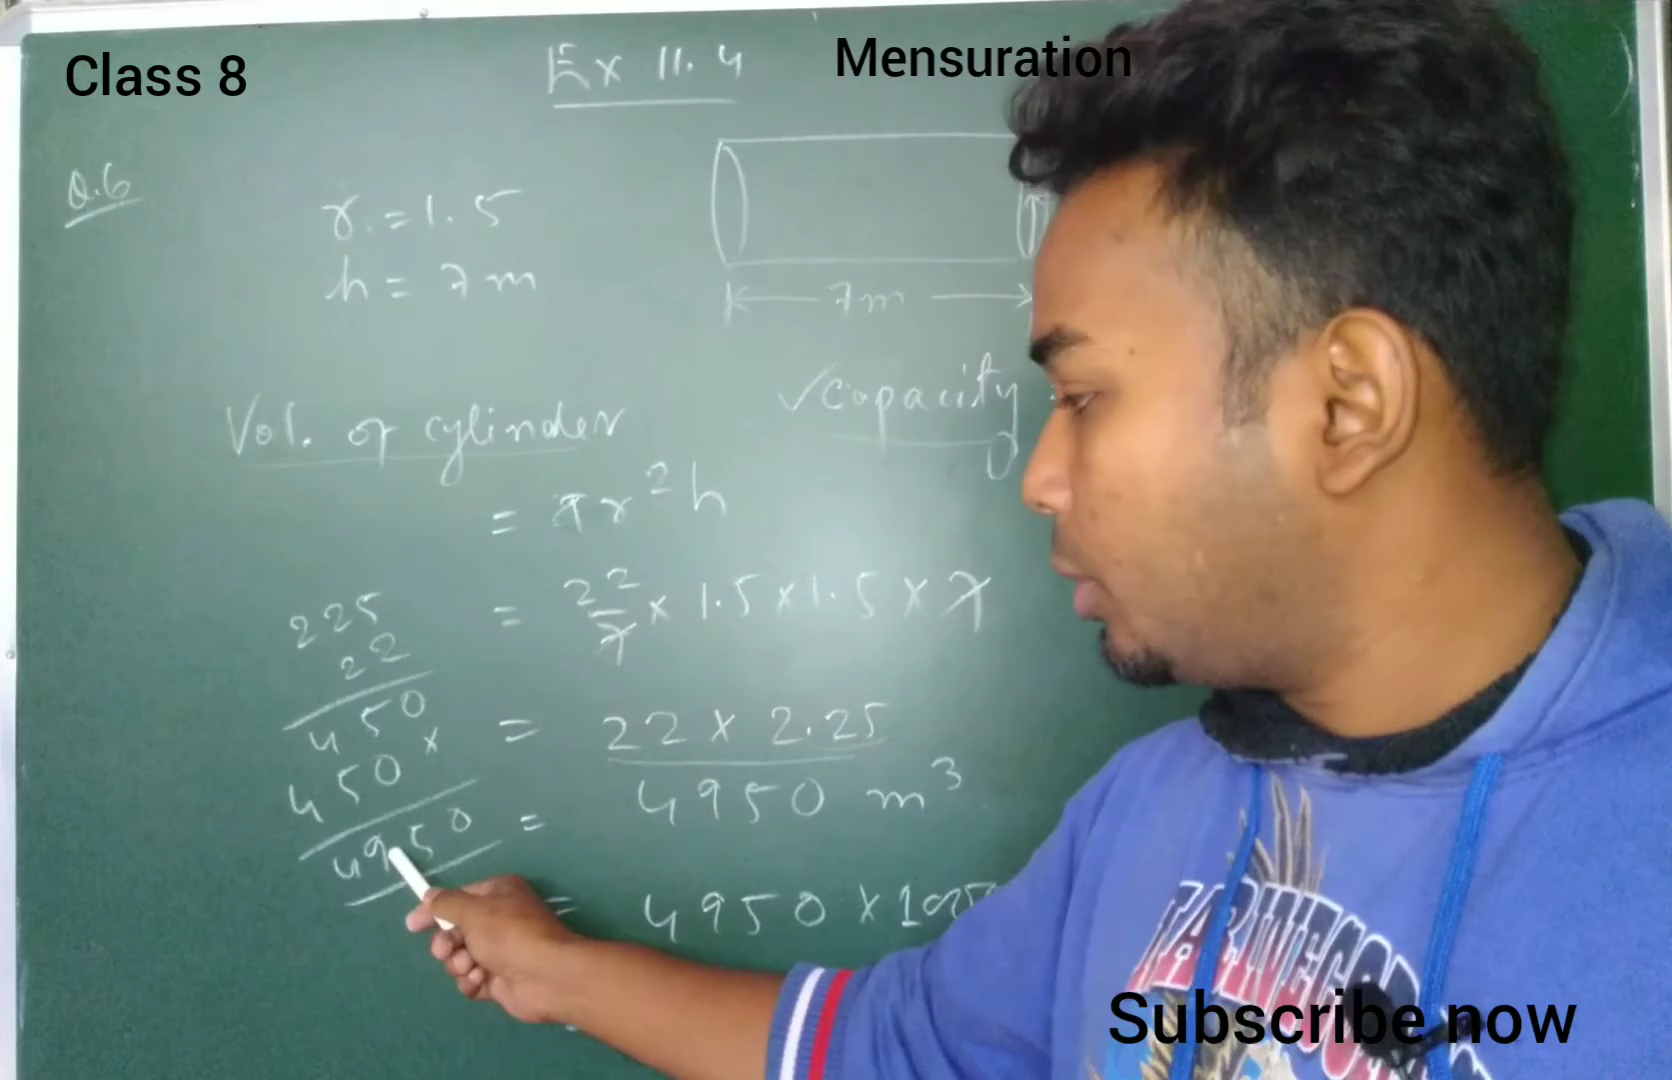 Class 8
Ex 11.4
Mensuration
Q.6
r. = 1.5
h = 7 m
7m
Vol. of cylinder
✓ Capacity
= πr²h
= 22/7 × 1.5 × 1.5 × 7
225
22
450
450×
4950
= 22 × 2.25
= 4950 m³
= 4950 × 1000
Subscribe now